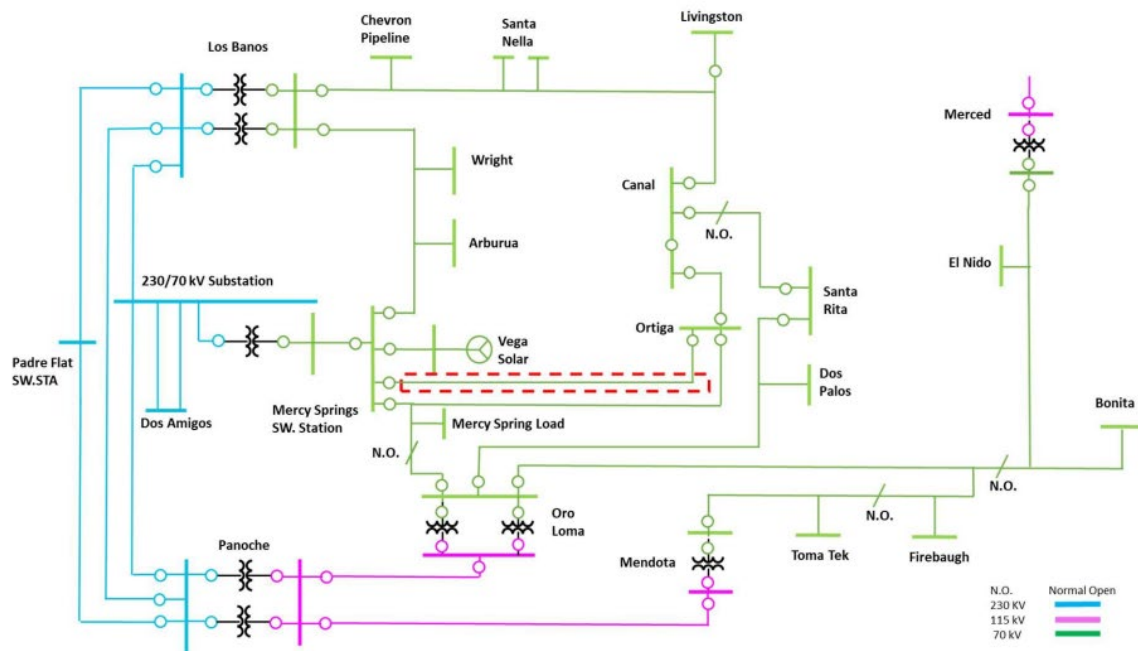 Livingston
Chevron
Pipeline
Santa
Nella
Los Banos
Merced
Wright
Canal
N.O.
Arburua
El Nido
230/70 kV Substation
Santa
Rita
Ortiga
Vega
Solar
Padre Flat
SW.STA
Dos
Palos
Dos Amigos
Mercy Springs
SW. Station
Mercy Spring Load
Bonita
N.O.
N.O.
Oro
Loma
N.O.
Panoche
Mendota
Toma Tek
Firebaugh
N.O. Normal Open
230 KV
115 kV
70 kV